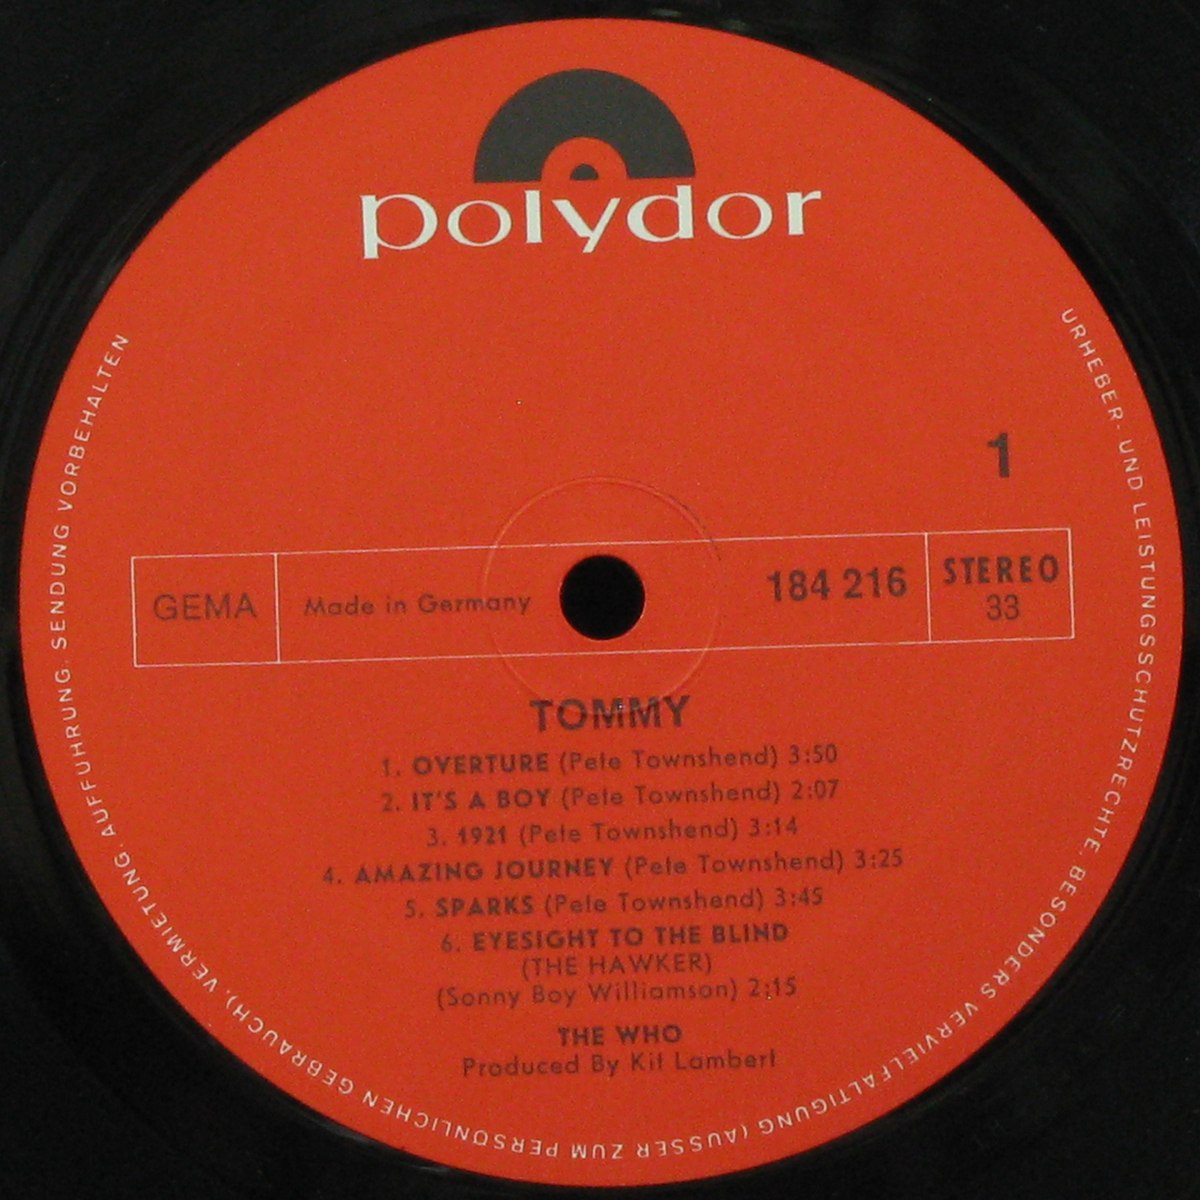 polydor
URHEBER- UND LEISTUNGSSCHUTZRECHTE, BESONDERS VERVIELFÄLTIGUNG (AUSSER ZUM PERSÖNLICHEN GEBRAUCH), VERMIETUNG, AUFFÜHRUNG, SENDUNG VORBEHALTEN
1
GEMA
Made in Germany
184 216
STEREO
33
TOMMY
1. OVERTURE (Pete Townshend) 3:50
2. IT'S A BOY (Pete Townshend) 2:07
3. 1921 (Pete Townshend) 3:14
4. AMAZING JOURNEY (Pete Townshend) 3:25
5. SPARKS (Pete Townshend) 3:45
6. EYESIGHT TO THE BLIND
(THE HAWKER)
(Sonny Boy Williamson) 2:15
THE WHO
Produced By Kit Lambert